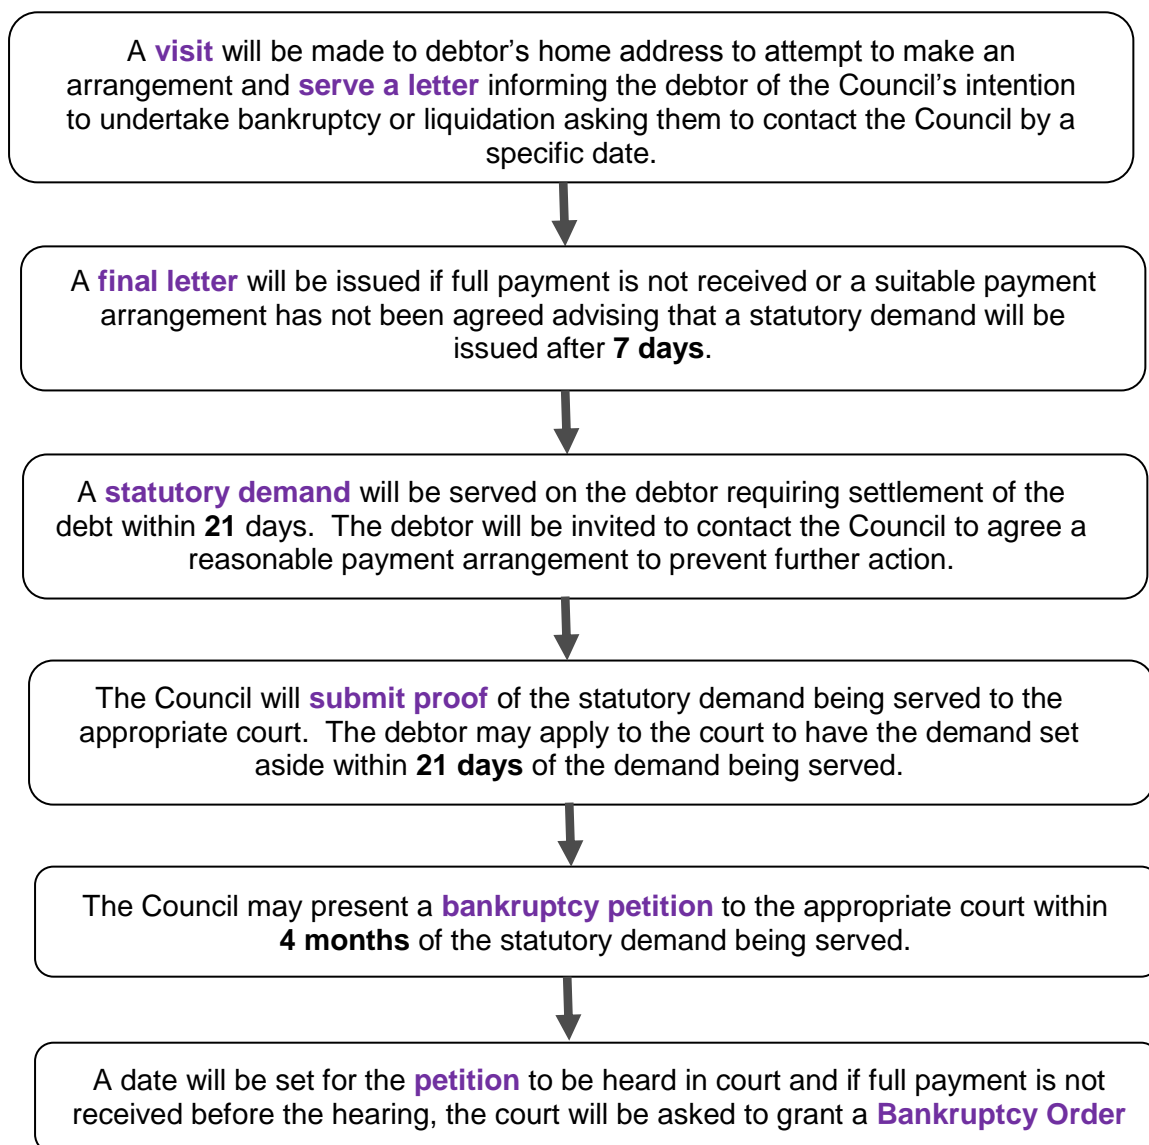 A visit will be made to debtor’s home address to attempt to make an
arrangement and serve a letter informing the debtor of the Council’s intention
to undertake bankruptcy or liquidation asking them to contact the Council by a
specific date.
A final letter will be issued if full payment is not received or a suitable payment
arrangement has not been agreed advising that a statutory demand will be
issued after 7 days.
A statutory demand will be served on the debtor requiring settlement of the
debt within 21 days.  The debtor will be invited to contact the Council to agree a
reasonable payment arrangement to prevent further action.
The Council will submit proof of the statutory demand being served to the
appropriate court.  The debtor may apply to the court to have the demand set
aside within 21 days of the demand being served.
The Council may present a bankruptcy petition to the appropriate court within
4 months of the statutory demand being served.
A date will be set for the petition to be heard in court and if full payment is not
received before the hearing, the court will be asked to grant a Bankruptcy Order